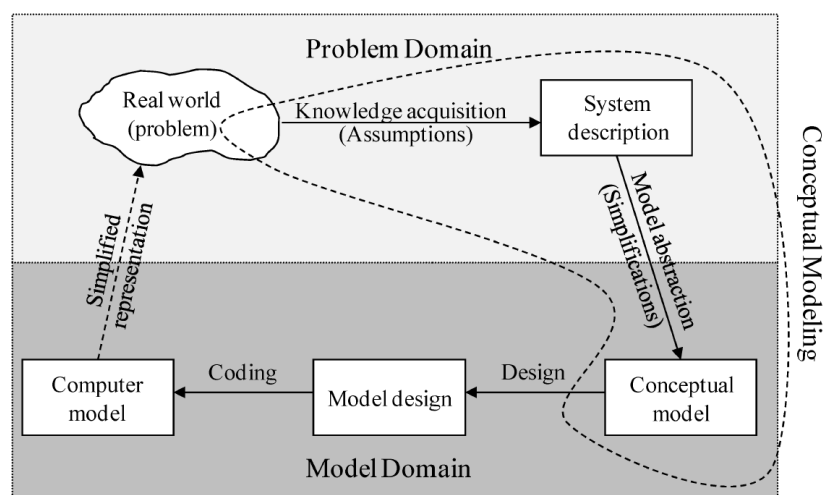 Problem Domain
Real world
(problem)
Knowledge acquisition
(Assumptions)
System
description
Model abstraction
(Simplifications)
Conceptual Modeling
Simplified
representation
Computer
model
Coding
Model design
Design
Conceptual
model
Model Domain